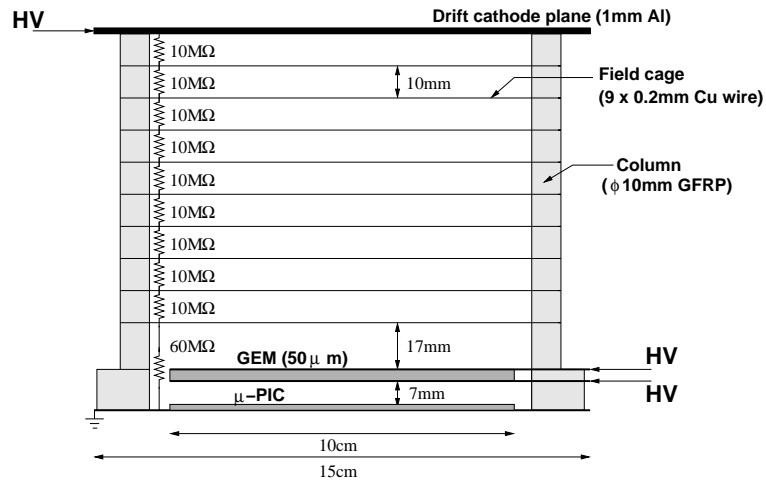 HV
Drift cathode plane (1mm Al)
10MΩ
10MΩ
10mm
Field cage
(9 x 0.2mm Cu wire)
10MΩ
10MΩ
10MΩ
Column
(ϕ10mm GFRP)
10MΩ
10MΩ
10MΩ
10MΩ
60MΩ
17mm
GEM (50μ m)
HV
HV
μ−PIC
7mm
10cm
15cm